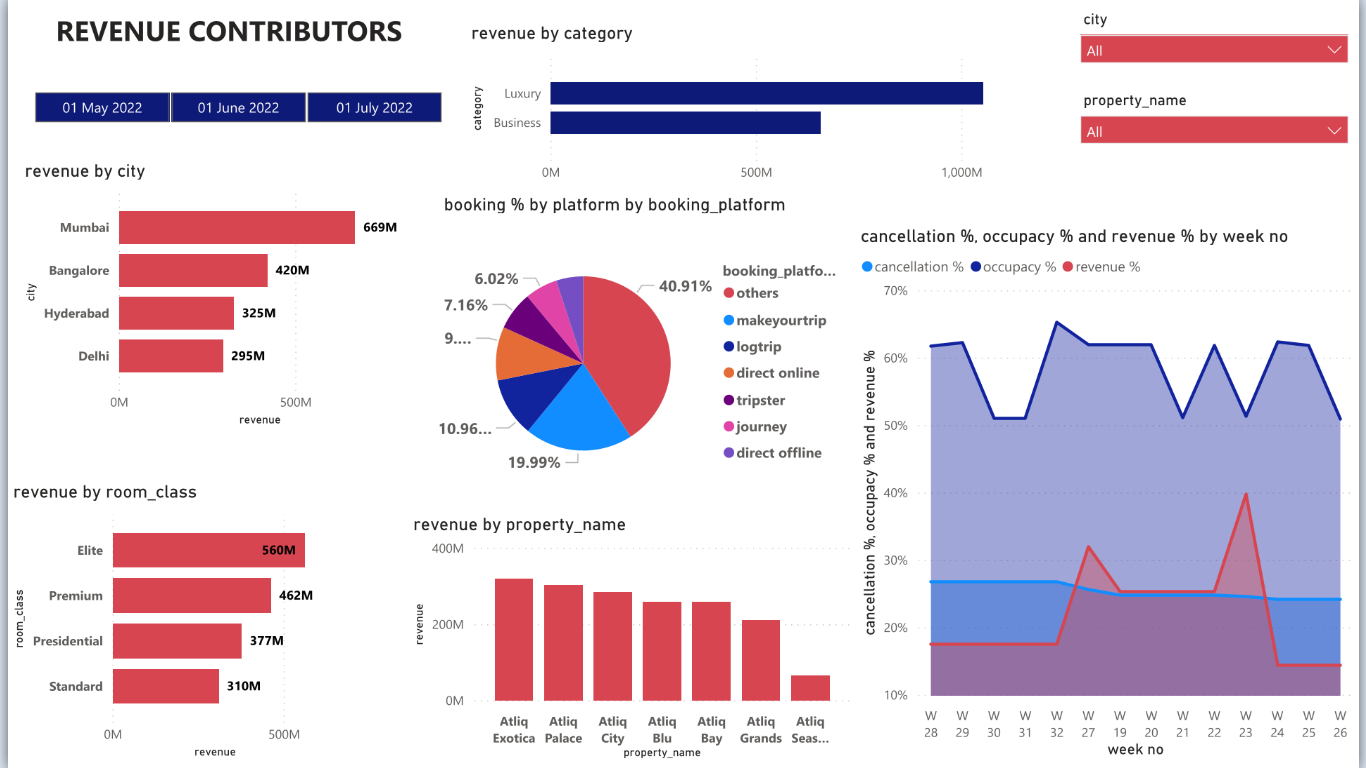 REVENUE CONTRIBUTORS
01 May 2022 01 June 2022 01 July 2022
revenue by category
category
Luxury
Business
0M 500M 1,000M
city
All
property_name
All
revenue by city
city
Mumbai 669M
Bangalore 420M
Hyderabad 325M
Delhi 295M
0M 500M
revenue
booking % by platform by booking_platform
40.91%
19.99%
10.96...
9....
7.16%
6.02%
booking_platfo...
others
makeyourtrip
logtrip
direct online
tripster
journey
direct offline
revenue by room_class
room_class
Elite 560M
Premium 462M
Presidential 377M
Standard 310M
0M 500M
revenue
revenue by property_name
revenue
400M
200M
0M
Atliq Atliq Atliq Atliq Atliq Atliq Atliq
Exotica Palace City Blu Bay Grands Seas...
property_name
cancellation %, occupacy % and revenue % by week no
cancellation % occupacy % revenue %
cancellation %, occupacy % and revenue %
70%
60%
50%
40%
30%
20%
10%
W W W W W W W W W W W W W W
28 29 30 31 32 27 19 20 21 22 23 24 25 26
week no